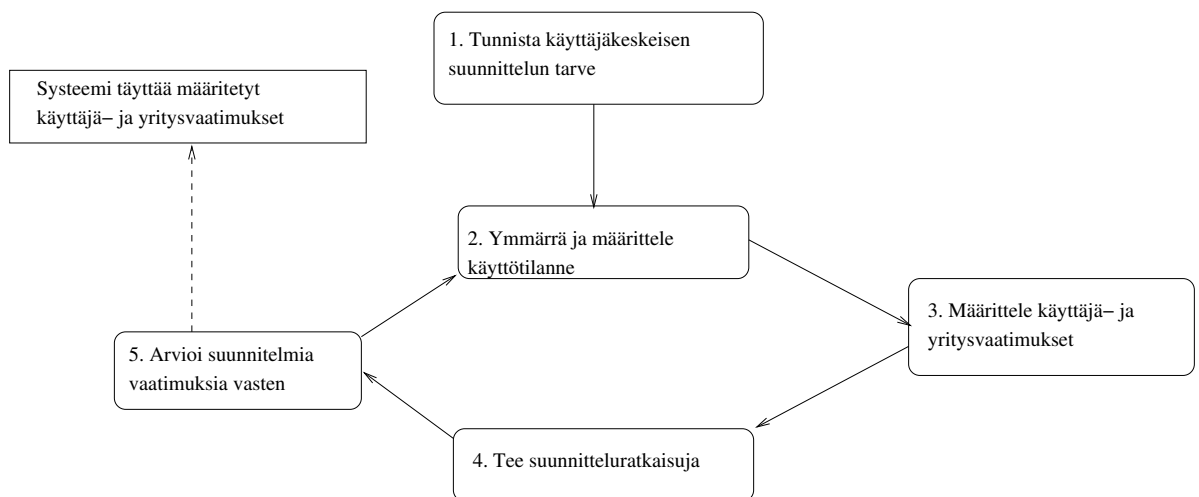 1. Tunnista käyttäjäkeskeisen
suunnittelun tarve
Systeemi täyttää määritetyt
käyttäjä− ja yritysvaatimukset
2. Ymmärrä ja määrittele
käyttötilanne
3. Määrittele käyttäjä− ja
yritysvaatimukset
5. Arvioi suunnitelmia
vaatimuksia vasten
4. Tee suunnitteluratkaisuja